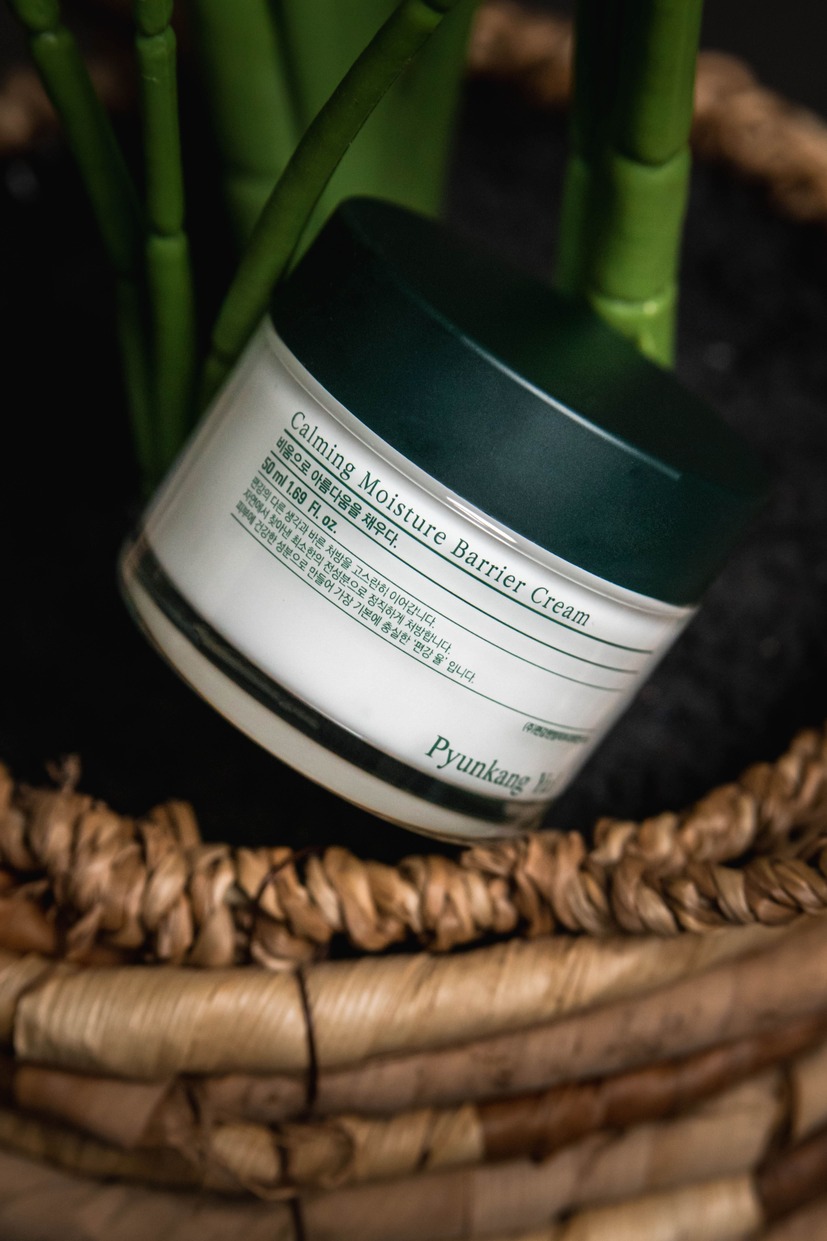 Calming Moisture Barrier Cream
비움으로 아름다움을 채우다.
50 ml 1.69 Fl. oz.
편강의 다른 생각과 바른 처방을 고스란히 이어갑니다.
자연에서 찾아낸 최소한의 전성분으로 정직하게 처방합니다.
피부에 건강한 성분으로 만들어 가장 기본에 충실한 '편강 율' 입니다.
Pyunkang